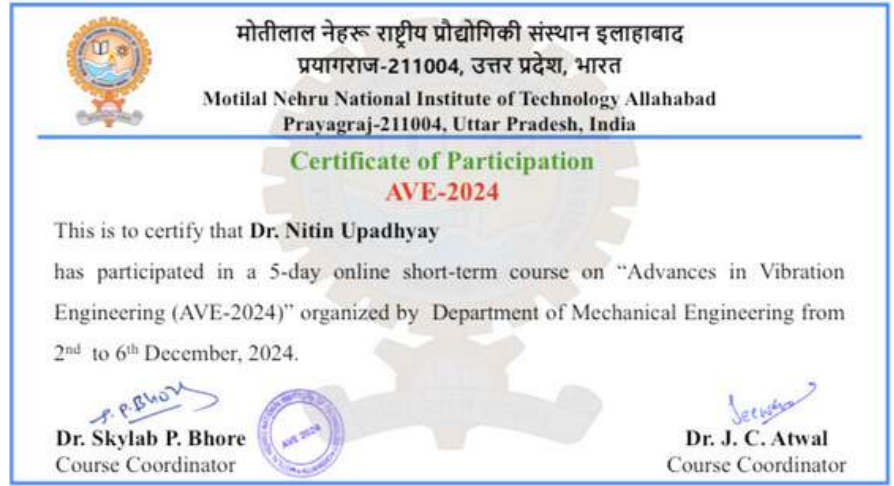 मोतीलाल नेहरू राष्ट्रीय प्रौद्योगिकी संस्थान इलाहाबाद
प्रयागराज-211004, उत्तर प्रदेश, भारत
Motilal Nehru National Institute of Technology Allahabad
Prayagraj-211004, Uttar Pradesh, India
Certificate of Participation
AVE-2024
This is to certify that Dr. Nitin Upadhyay
has participated in a 5-day online short-term course on “Advances in Vibration
Engineering (AVE-2024)” organized by Department of Mechanical Engineering from
2nd to 6th December, 2024.
S. P. BHORE
AVE 2024
Dr. Skylab P. Bhore
Course Coordinator
Dr. J. C. Atwal
Course Coordinator